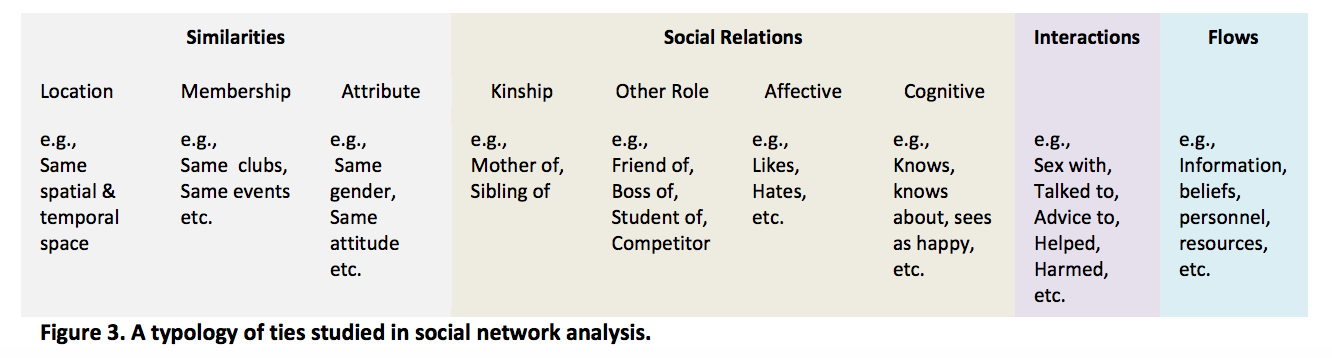 Similarities Social Relations Interactions Flows
Location Membership Attribute Kinship Other Role Affective Cognitive
e.g., e.g., e.g., e.g., e.g., e.g., e.g., e.g., e.g.,
Same Same clubs, Same Mother of, Friend of, Likes, Knows, Sex with, Information,
spatial & Same events gender, Sibling of Boss of, Hates, knows Talked to, beliefs,
temporal etc. Same Student of, etc. about, sees Advice to, personnel,
space attitude Competitor as happy, Helped, resources,
etc. etc. Harmed, etc.
etc.
Figure 3. A typology of ties studied in social network analysis.